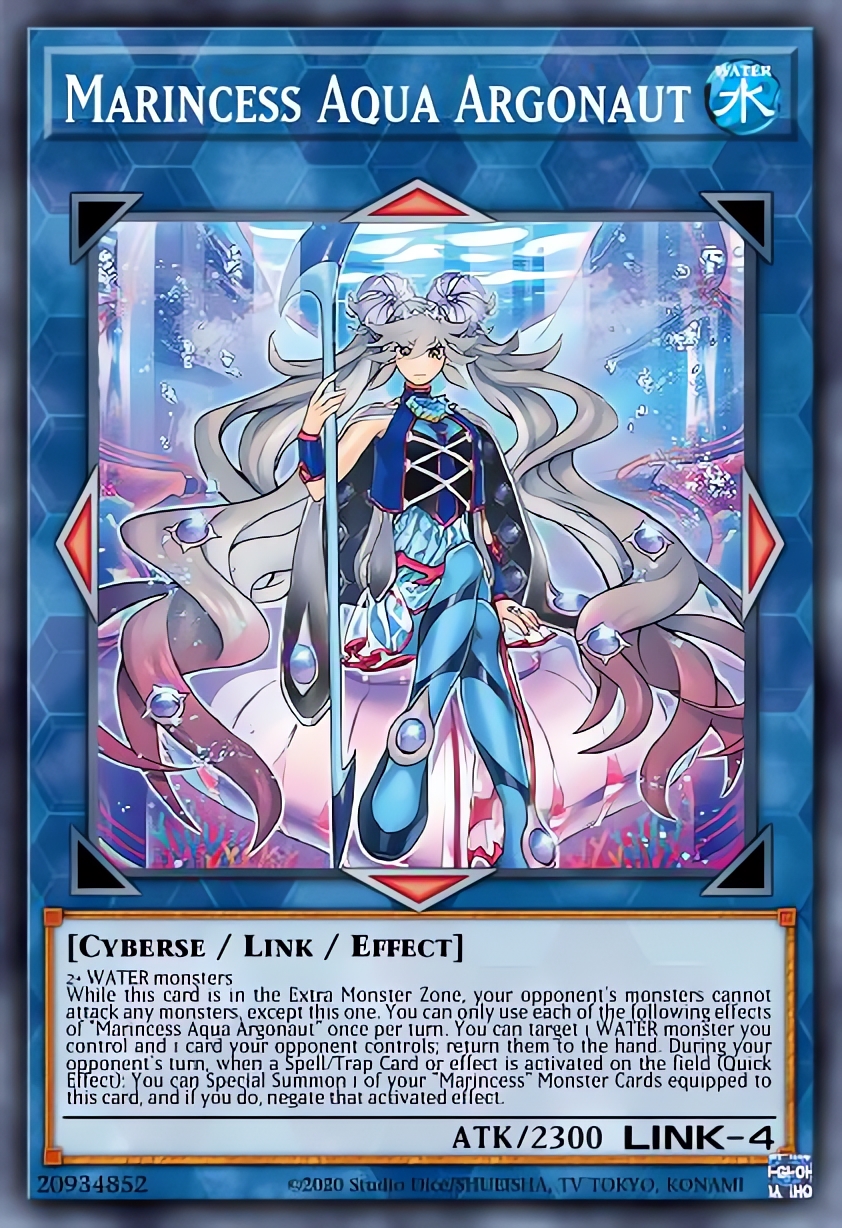 MARINCESS AQUA ARGONAUT
WATER
水
[CYBERSE / LINK / EFFECT]
2+ WATER monsters
While this card is in the Extra Monster Zone, your opponent's monsters cannot
attack any monsters, except this one. You can only use each of the following effects
of "Marincess Aqua Argonaut" once per turn. You can target 1 WATER monster you
control and 1 card your opponent controls; return them to the hand. During your
opponent's turn, when a Spell/Trap Card or effect is activated on the field (Quick
Effect): You can Special Summon 1 of your "Marincess" Monster Cards equipped to
this card, and if you do, negate that activated effect.
ATK/2300 LINK-4
20934852
©2020 Studio Dice/SHUEISHA, TV TOKYO, KONAMI